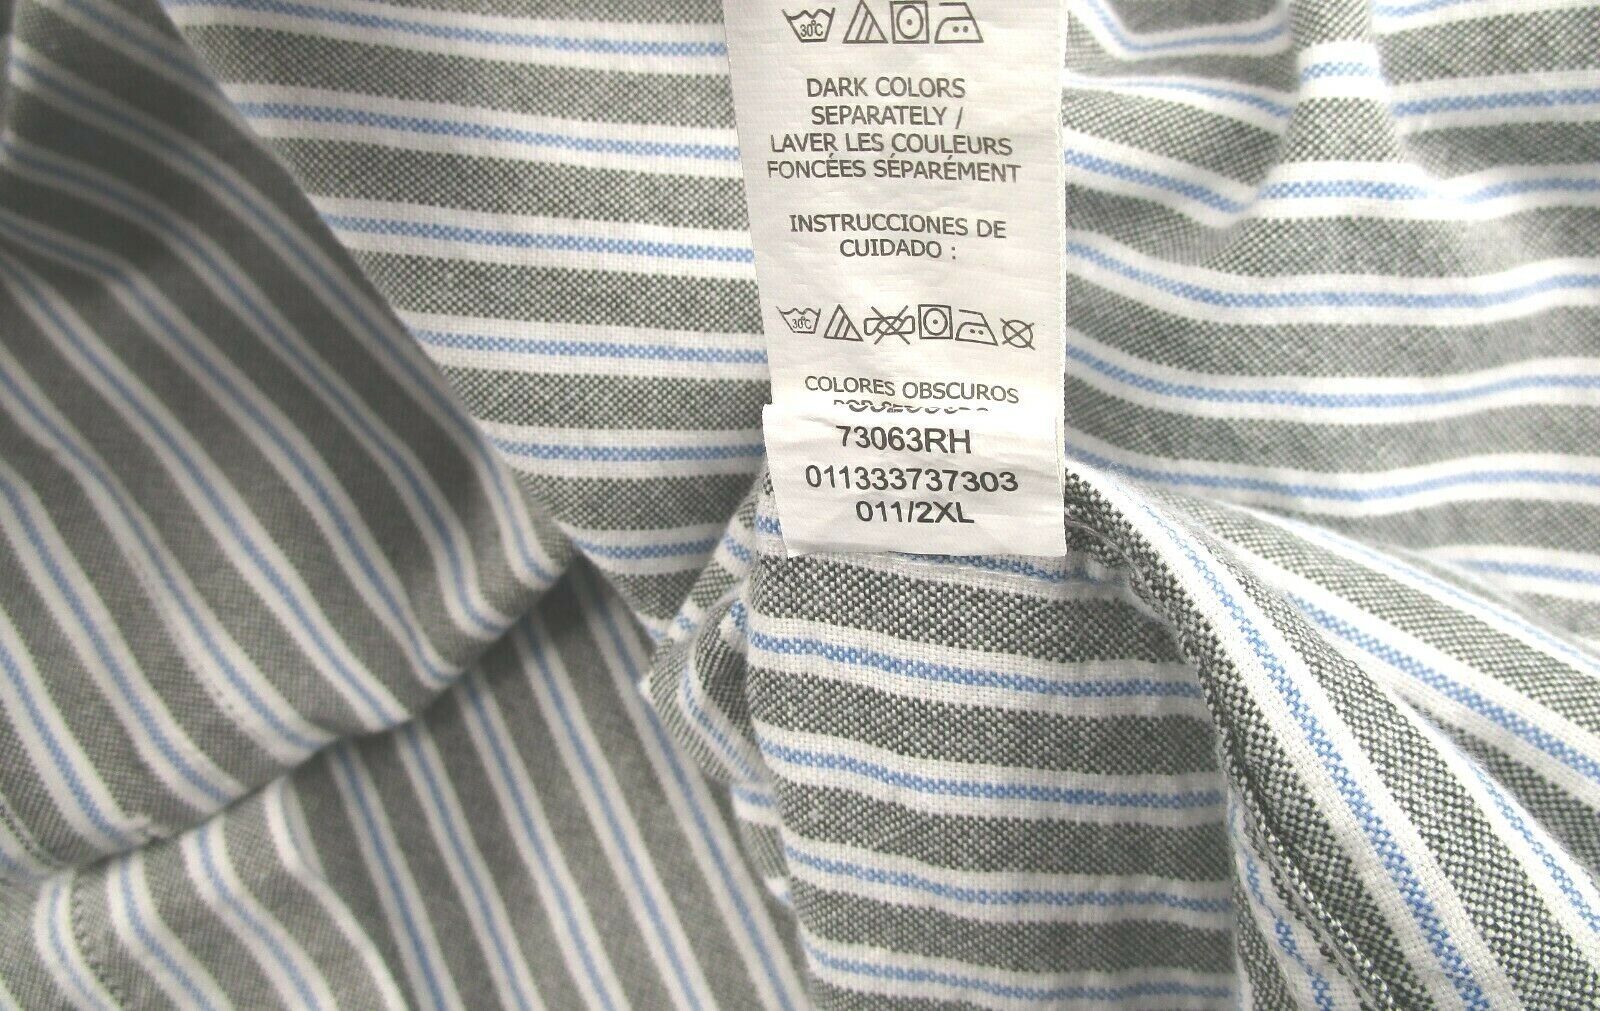 30°C
DARK COLORS
SEPARATELY /
LAVER LES COULEURS
FONCÉES SÉPARÉMENT
INSTRUCCIONES DE
CUIDADO :
30°C
COLORES OBSCUROS
73063RH
011333737303
011/2XL